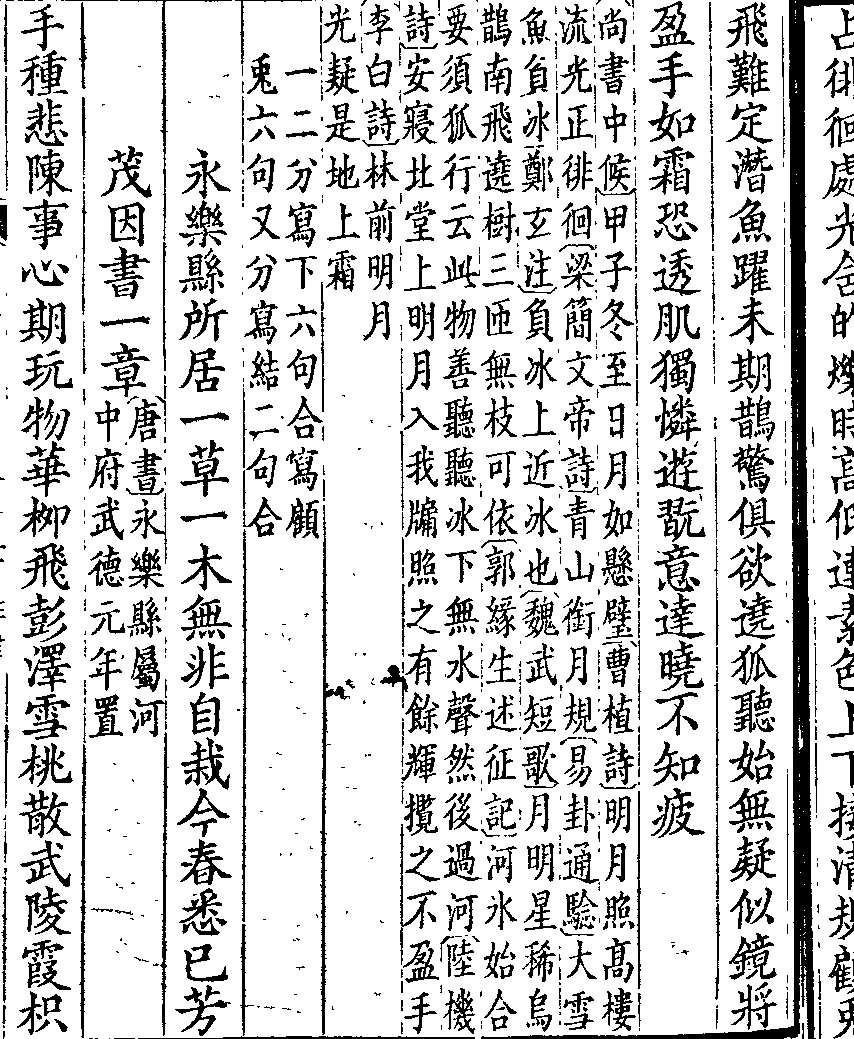 占徘徊處光含的爍時高低連素色上下接清規顧兎
飛難定潛魚躍未期鵲驚俱欲遶狐聽始無疑似鏡將
盈手如霜恐透肌獨憐遊翫意達曉不知疲
尚書中候甲子冬至日月如懸璧曹植詩明月照高樓
流光正徘徊梁簡文帝詩青山銜月規易卦通驗大雪
魚負冰鄭玄注負冰上近冰也魏武短歌月明星稀烏
鵲南飛遶樹三匝無枝可依郭緣生述征記河氷始合
要須狐行云此物善聽聽冰下無水聲然後過河陸機
詩安寢北堂上明月入我牖照之有餘輝攬之不盈手
李白詩林前明月
光疑是地上霜
一二分寫下六句合寫顧
兎六句又分寫結二句合
永樂縣所居一草一木無非自栽今春悉已芳
茂因書一章
唐書永樂縣屬河
中府武德元年置
手種悲陳事心期玩物華柳飛彭澤雪桃散武陵霞枳